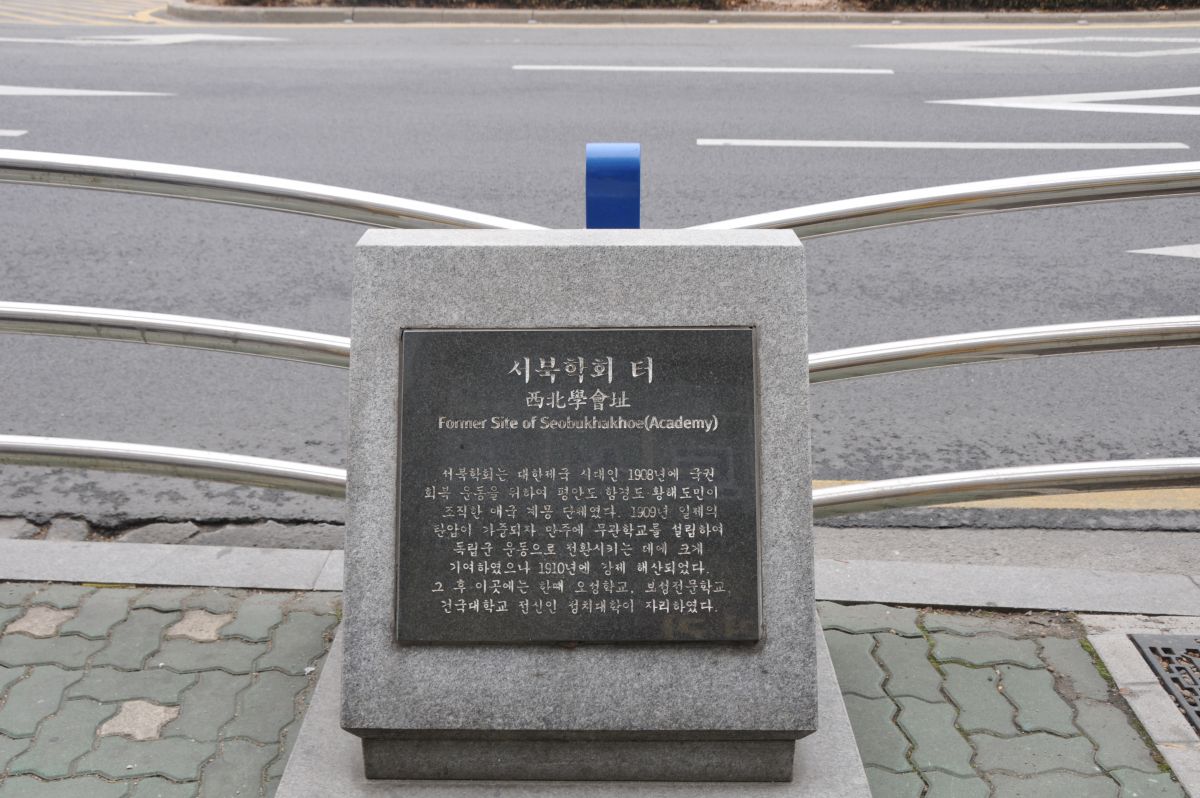 서북학회 터
西北學會址
Former Site of Seobukhakhoe(Academy)
서북학회는 대한제국 시대인 1908년에 국권
회복 운동을 위하여 평안도·함경도·황해도민이
조직한 애국 계몽 단체였다. 1909년 일제의
탄압이 가중되자 만주에 무관학교를 설립하여
독립군 운동으로 전환시키는 데에 크게
기여하였으나 1910년에 강제 해산되었다.
그 후 이곳에는 한때 오성학교, 보성전문학교,
건국대학교 전신인 정치대학이 자리하였다.